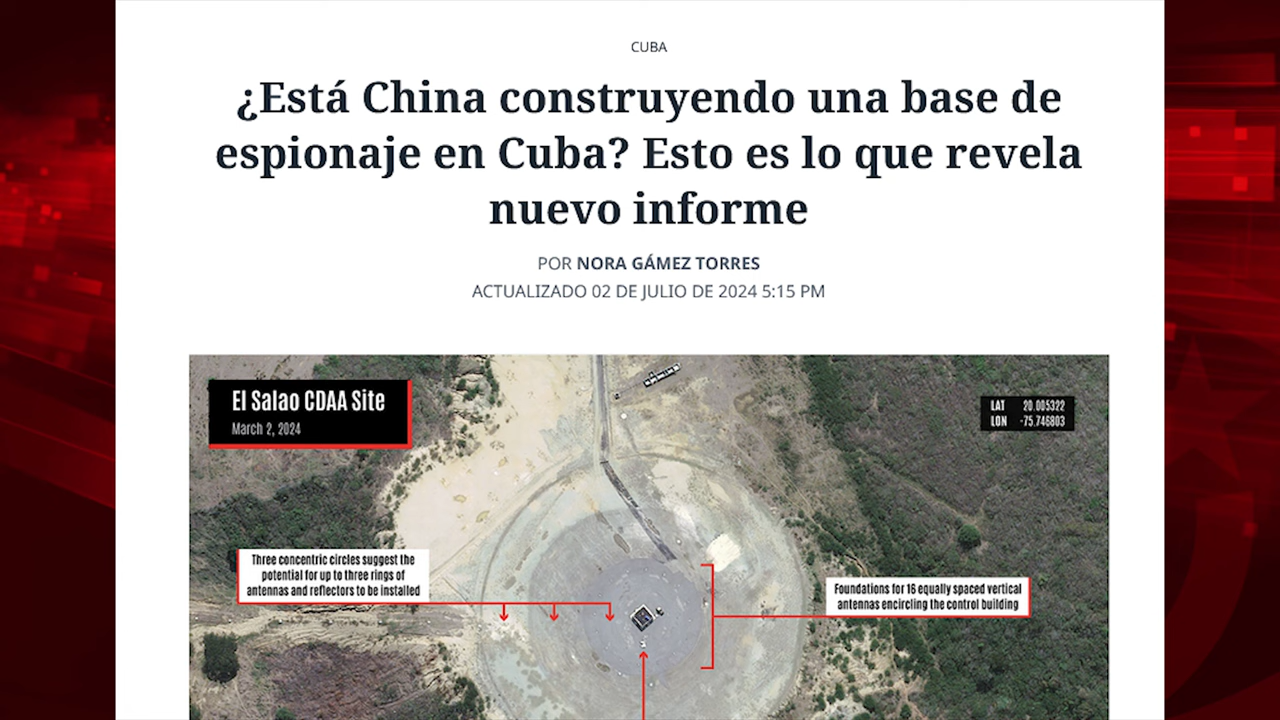 CUBA
¿Está China construyendo una base de
espionaje en Cuba? Esto es lo que revela
nuevo informe
POR NORA GÁMEZ TORRES
ACTUALIZADO 02 DE JULIO DE 2024 5:15 PM
El Salao CDAA Site
March 2, 2024
LAT 20.005322
LON -75.746803
Three concentric circles suggest the
potential for up to three rings of
antennas and reflectors to be installed
Foundations for 16 equally spaced vertical
antennas encircling the control building